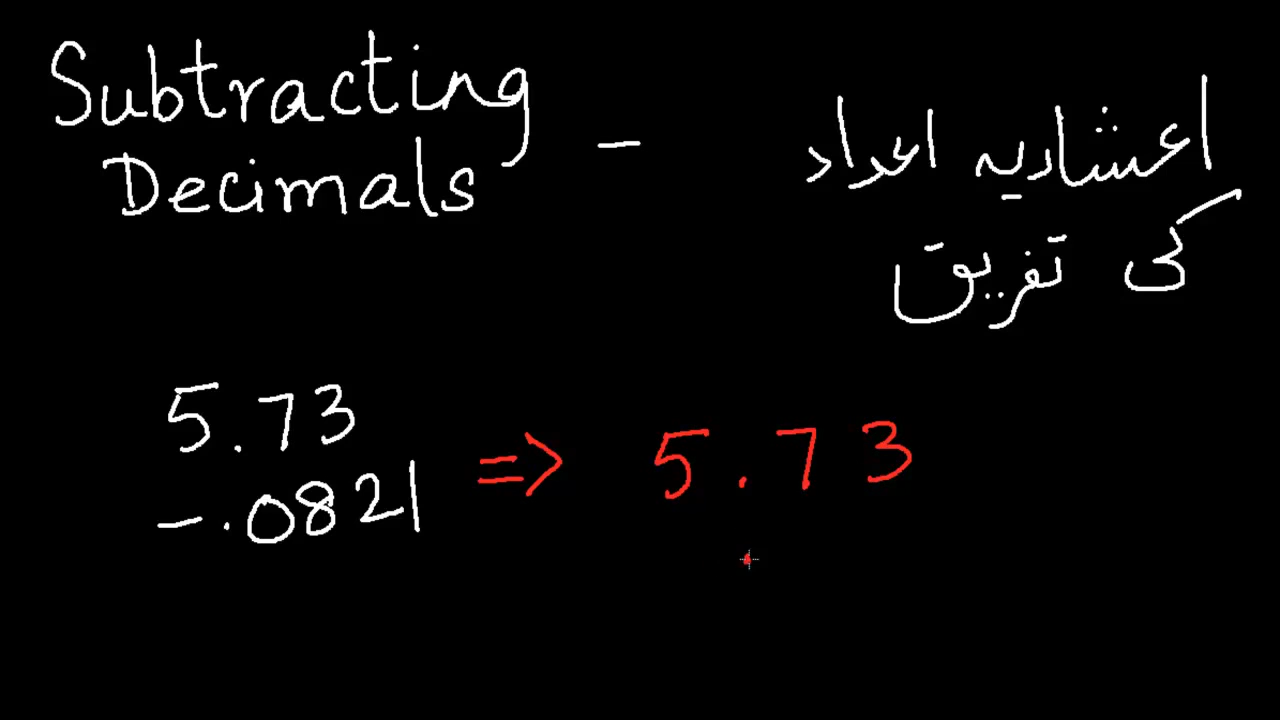 Subtracting
Decimals –
اعشاریہ اعداد
کی تفریق
5.73
- .0821
=> 5.73
.